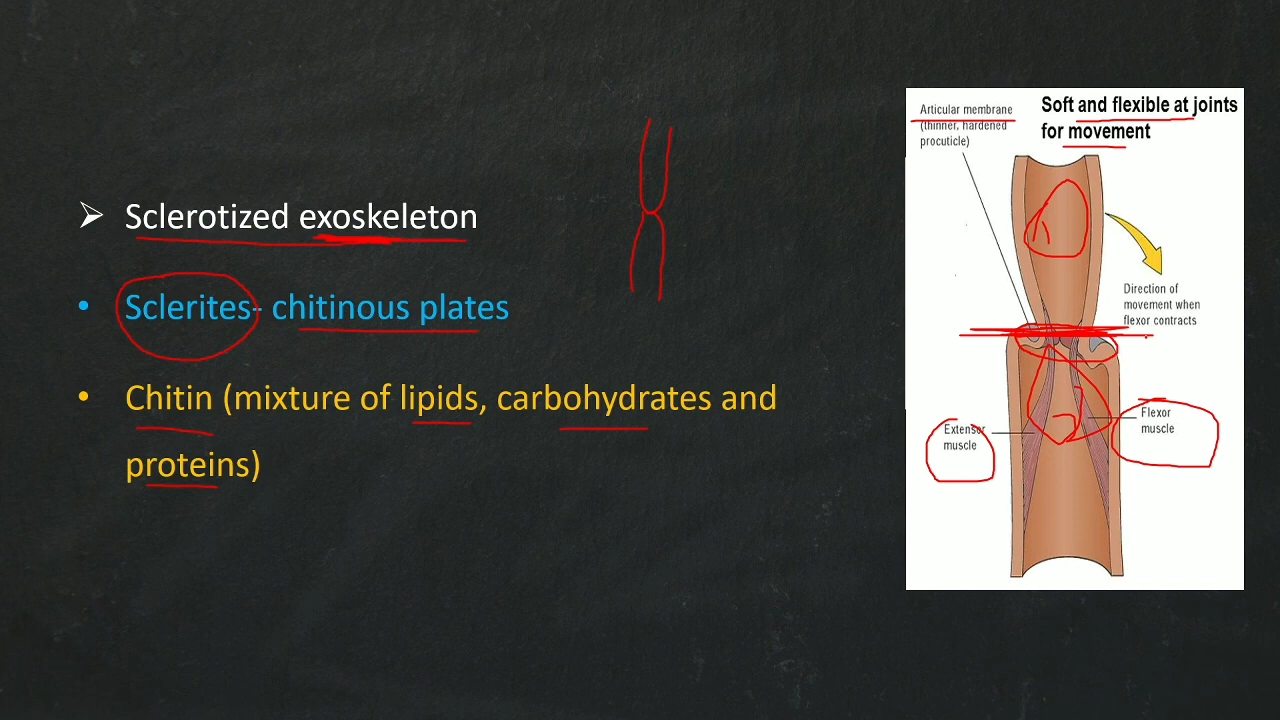 Sclerotized exoskeleton
Sclerites- chitinous plates
Chitin (mixture of lipids, carbohydrates and
proteins)
Articular membrane
(thinner, hardened
procuticle)
Soft and flexible at joints
for movement
Direction of
movement when
flexor contracts
Extensor
muscle
Flexor
muscle